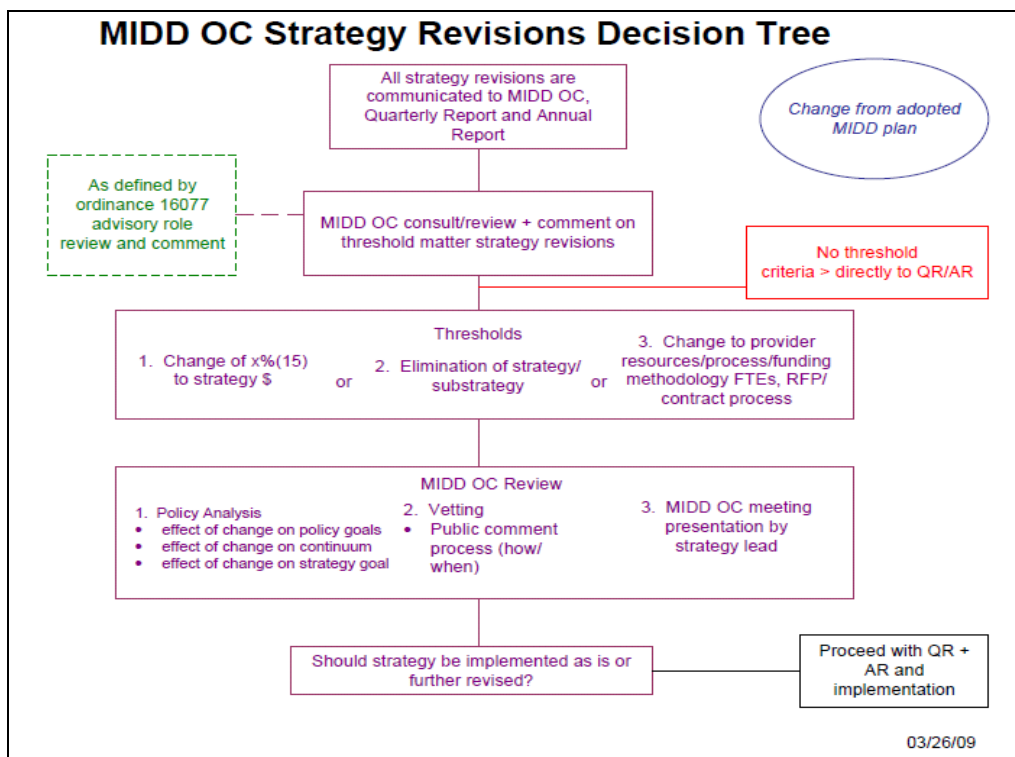 MIDD OC Strategy Revisions Decision Tree
All strategy revisions are
communicated to MIDD OC,
Quarterly Report and Annual
Report
Change from adopted
MIDD plan
As defined by
ordinance 16077
advisory role
review and comment
MIDD OC consult/review + comment on
threshold matter strategy revisions
No threshold
criteria > directly to QR/AR
Thresholds
1. Change of x%(15)
to strategy $
or
2. Elimination of strategy/
substrategy
or
3. Change to provider
resources/process/funding
methodology FTEs, RFP/
contract process
MIDD OC Review
1. Policy Analysis
• effect of change on policy goals
• effect of change on continuum
• effect of change on strategy goal
2. Vetting
• Public comment
process (how/
when)
3. MIDD OC meeting
presentation by
strategy lead
Should strategy be implemented as is or
further revised?
Proceed with QR +
AR and
implementation
03/26/09